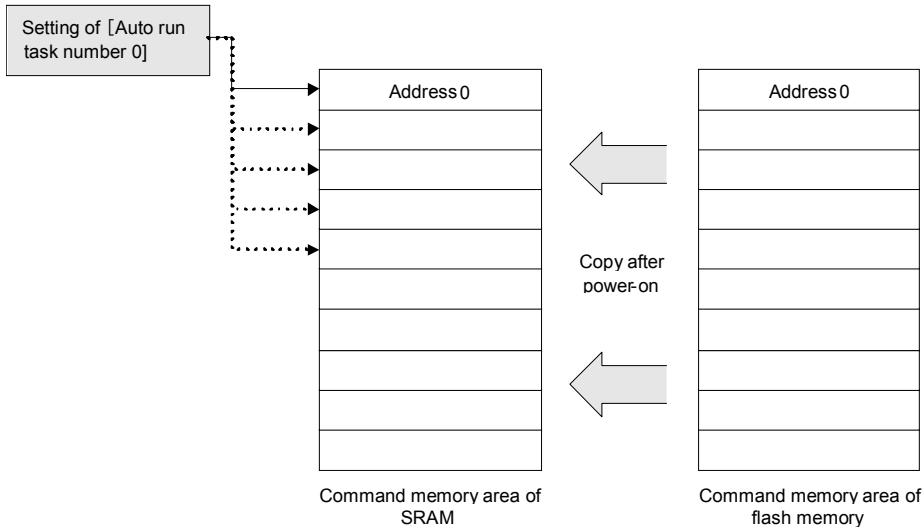 Setting of [Auto run
task number 0]
Address 0
Address 0
Copy after
power-on
Command memory area of
SRAM
Command memory area of
flash memory